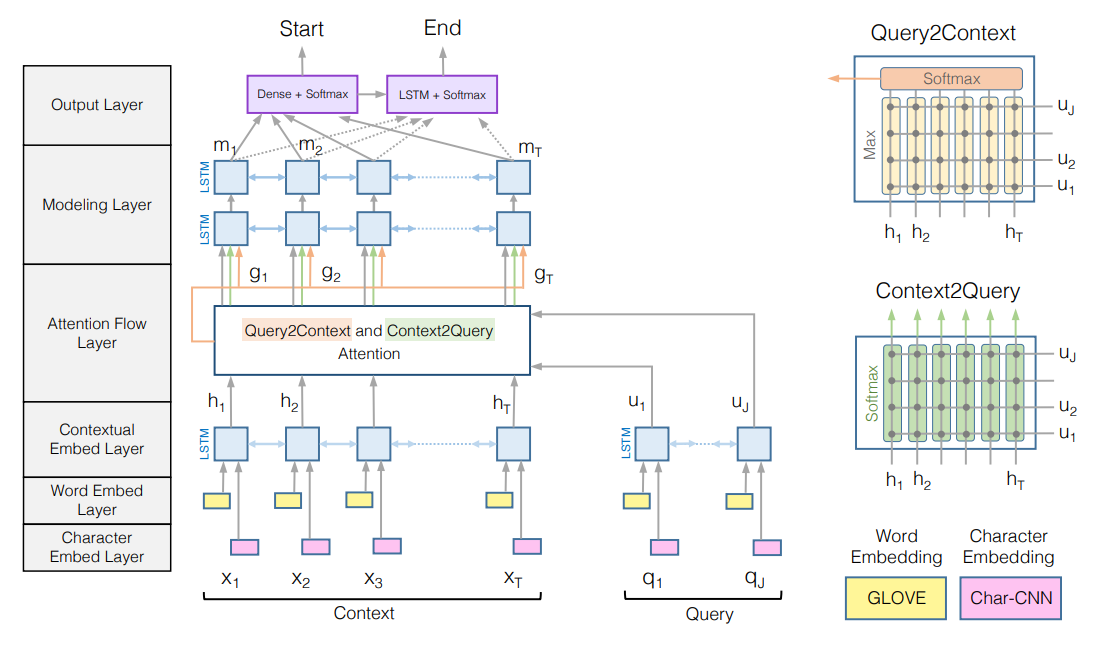 Start
End
Output Layer
Dense + Softmax
LSTM + Softmax
m1
m2
mT
LSTM
Modeling Layer
LSTM
g1
g2
gT
Attention Flow
Layer
Query2Context and Context2Query
Attention
h1
h2
hT
u1
uJ
Contextual
Embed Layer
LSTM
LSTM
Word Embed
Layer
Character
Embed Layer
x1
x2
x3
xT
q1
qJ
Context
Query
Query2Context
Softmax
Max
uJ
u2
u1
h1
h2
hT
Context2Query
Softmax
uJ
u2
u1
h1
h2
hT
Word
Embedding
Character
Embedding
GLOVE
Char-CNN